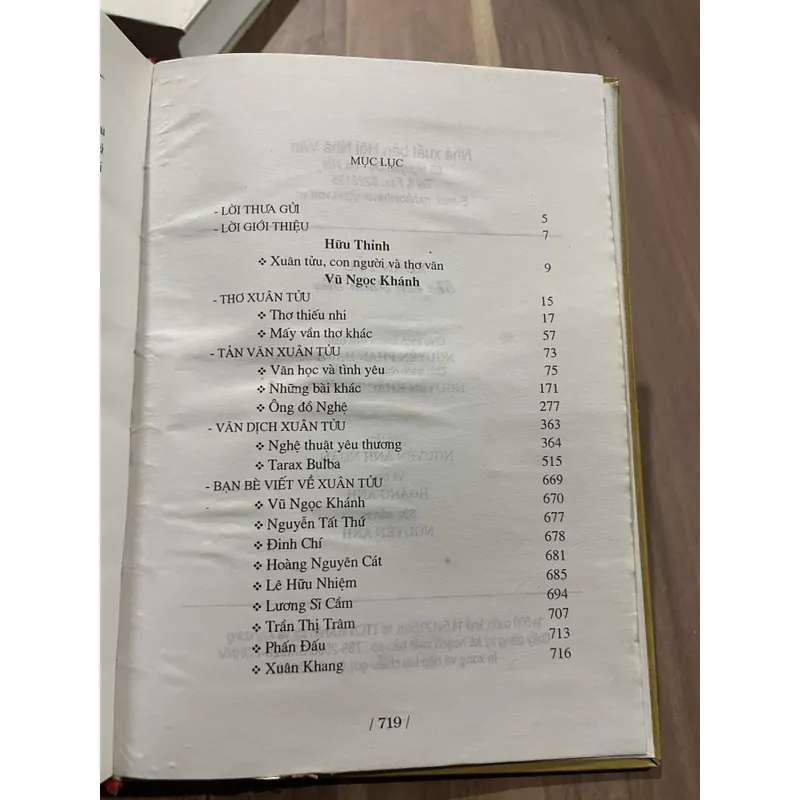 MỤC LỤC
- LỜI THƯA GỬI 5
- LỜI GIỚI THIỆU 7
Hữu Thỉnh
❖ Xuân tửu, con người và thơ văn 9
Vũ Ngọc Khánh
- THƠ XUÂN TỬU 15
❖ Thơ thiếu nhi 17
❖ Mấy vần thơ khác 57
- TẢN VĂN XUÂN TỬU 73
❖ Văn học và tình yêu 75
❖ Những bài khác 171
❖ Ông đồ Nghệ 277
- VĂN DỊCH XUÂN TỬU 363
❖ Nghệ thuật yêu thương 364
❖ Tarax Bulba 515
- BẠN BÈ VIẾT VỀ XUÂN TỬU 669
❖ Vũ Ngọc Khánh 670
❖ Nguyễn Tất Thứ 677
❖ Đinh Chí 678
❖ Hoàng Nguyên Cát 681
❖ Lê Hữu Nhiệm 685
❖ Lương Sĩ Cầm 694
❖ Trần Thị Trâm 707
❖ Phấn Đấu 713
❖ Xuân Khang 716
/ 719 /